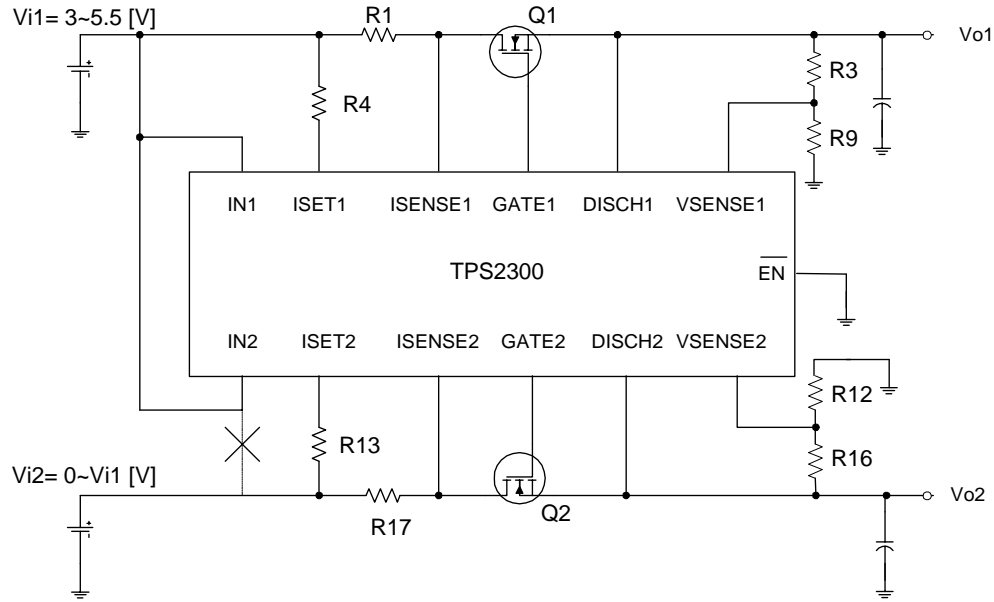 Vi1= 3~5.5 [V]
R1
Q1
Vo1
R3
R4
R9
IN1 ISET1 ISENSE1 GATE1 DISCH1 VSENSE1
TPS2300
EN
IN2 ISET2 ISENSE2 GATE2 DISCH2 VSENSE2
R12
R13
R16
Vi2= 0~Vi1 [V]
R17
Q2
Vo2